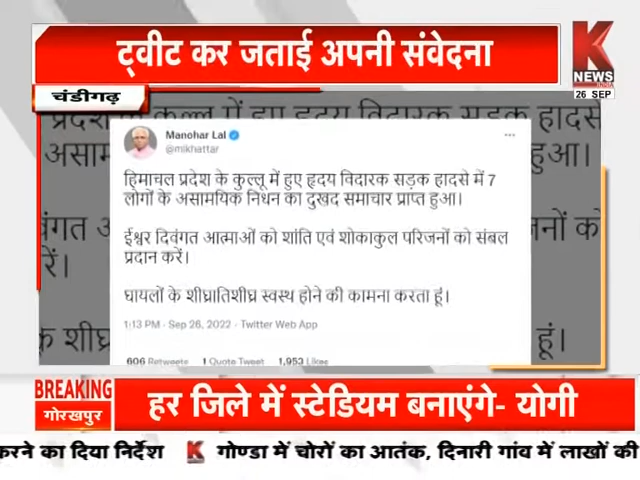 ट्वीट कर जताई अपनी संवेदना
K NEWS
INDIA
26 SEP
चंडीगढ़
Manohar Lal
@mlkhattar
हिमाचल प्रदेश के कुल्लू में हुए हृदय विदारक सड़क हादसे में 7
लोगों के असामयिक निधन का दुखद समाचार प्राप्त हुआ।
ईश्वर दिवंगत आत्माओं को शांति एवं शोकाकुल परिजनों को संबल
प्रदान करें।
घायलों के शीघ्रातिशीघ्र स्वस्थ होने की कामना करता हूं।
1:13 PM · Sep 26, 2022 · Twitter Web App
606 Retweets 1 Quote Tweet 1,953 Likes
BREAKING
गोरखपुर
हर जिले में स्टेडियम बनाएंगे- योगी
करने का दिया निर्देश K गोण्डा में चोरों का आतंक, दिनारी गांव में लाखों की